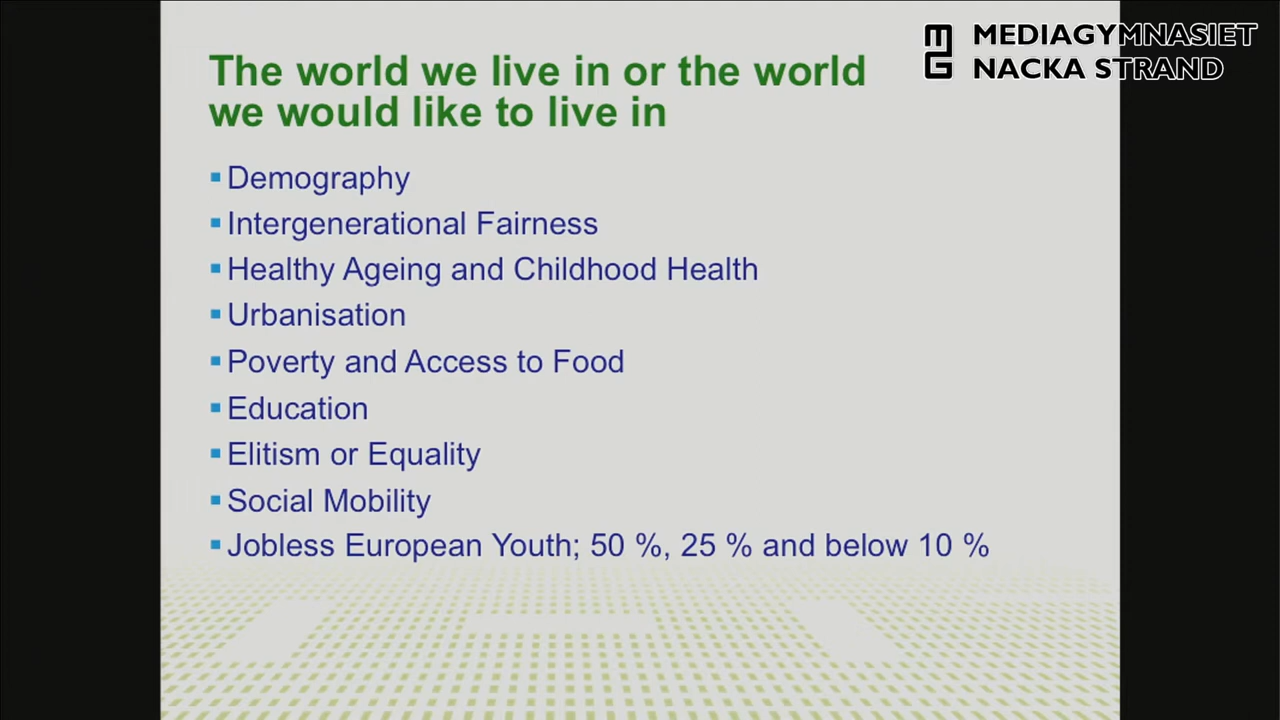 MEDIAGYMNASIET
NACKA STRAND
The world we live in or the world
we would like to live in
Demography
Intergenerational Fairness
Healthy Ageing and Childhood Health
Urbanisation
Poverty and Access to Food
Education
Elitism or Equality
Social Mobility
Jobless European Youth; 50 %, 25 % and below 10 %